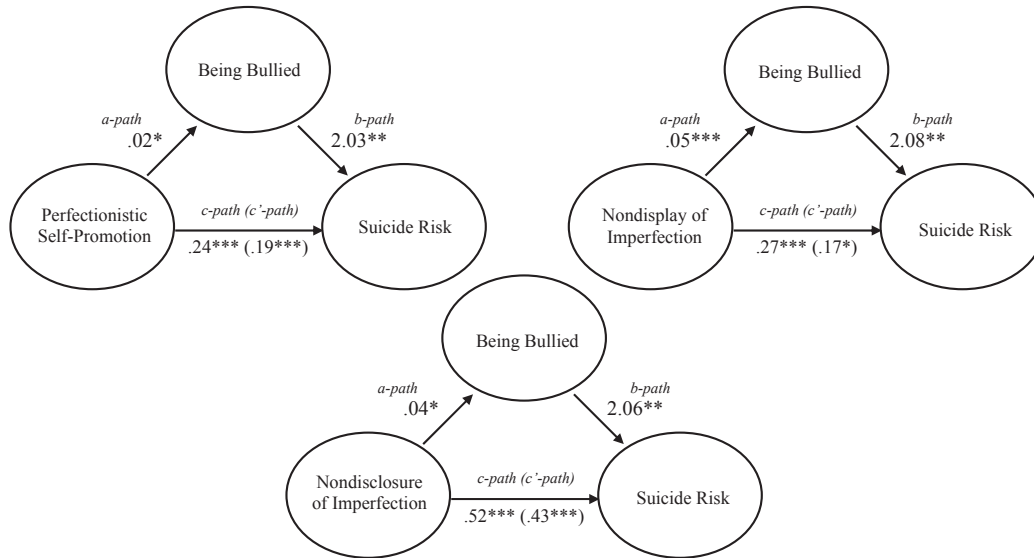 Being Bullied
a-path
.02*
b-path
2.03**
Perfectionistic
Self-Promotion
c-path (c'-path)
.24*** (.19***)
Suicide Risk
Being Bullied
a-path
.05***
b-path
2.08**
Nondisplay of
Imperfection
c-path (c'-path)
.27*** (.17*)
Suicide Risk
Being Bullied
a-path
.04*
b-path
2.06**
Nondisclosure
of Imperfection
c-path (c'-path)
.52*** (.43***)
Suicide Risk